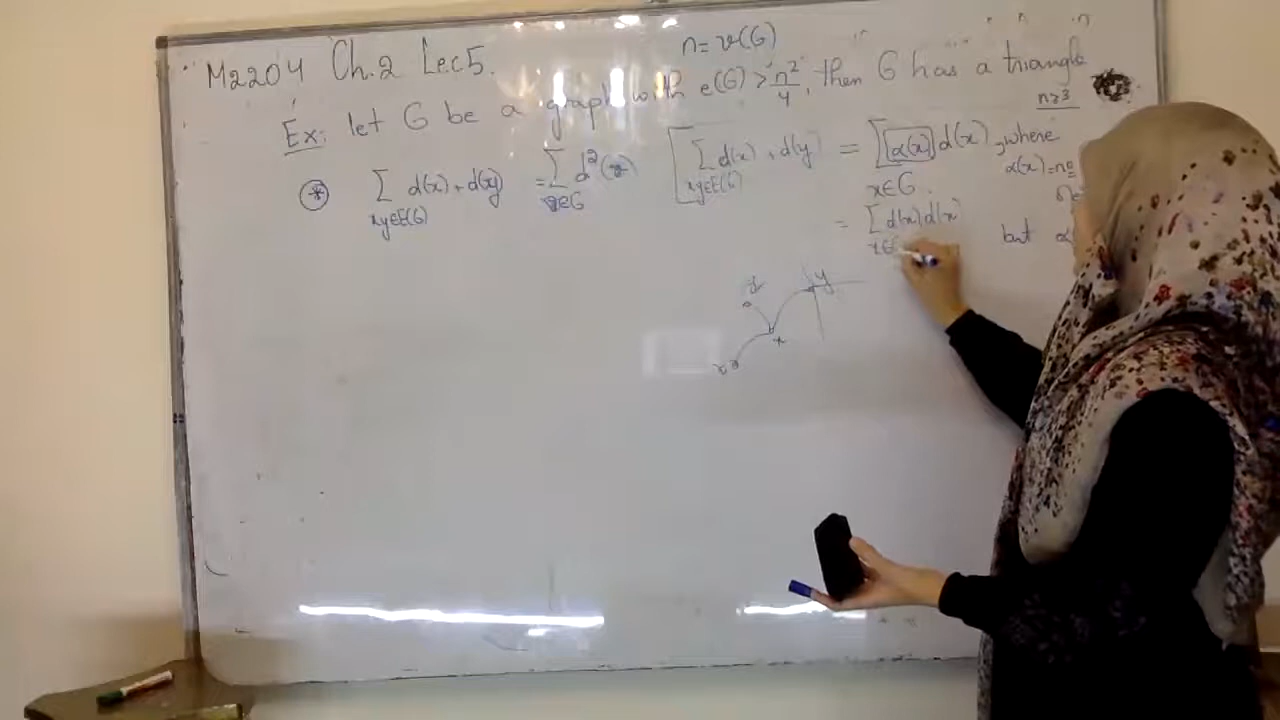 M2204 Ch.2 Lec5.
n = v(G)
Ex: let G be a graph with e(G) > n²/4, then G has a triangle
n≥3
⊛ ∑ d(x) + d(y) = ∑ d²(x)
xy∈E(G) x∈G
[ ∑ d(x) + d(y) = ∑ α(x) d(x), where
xy∈E(G) x∈G
α(x) = nº
= ∑ d(x) d(x)
but α
y
x